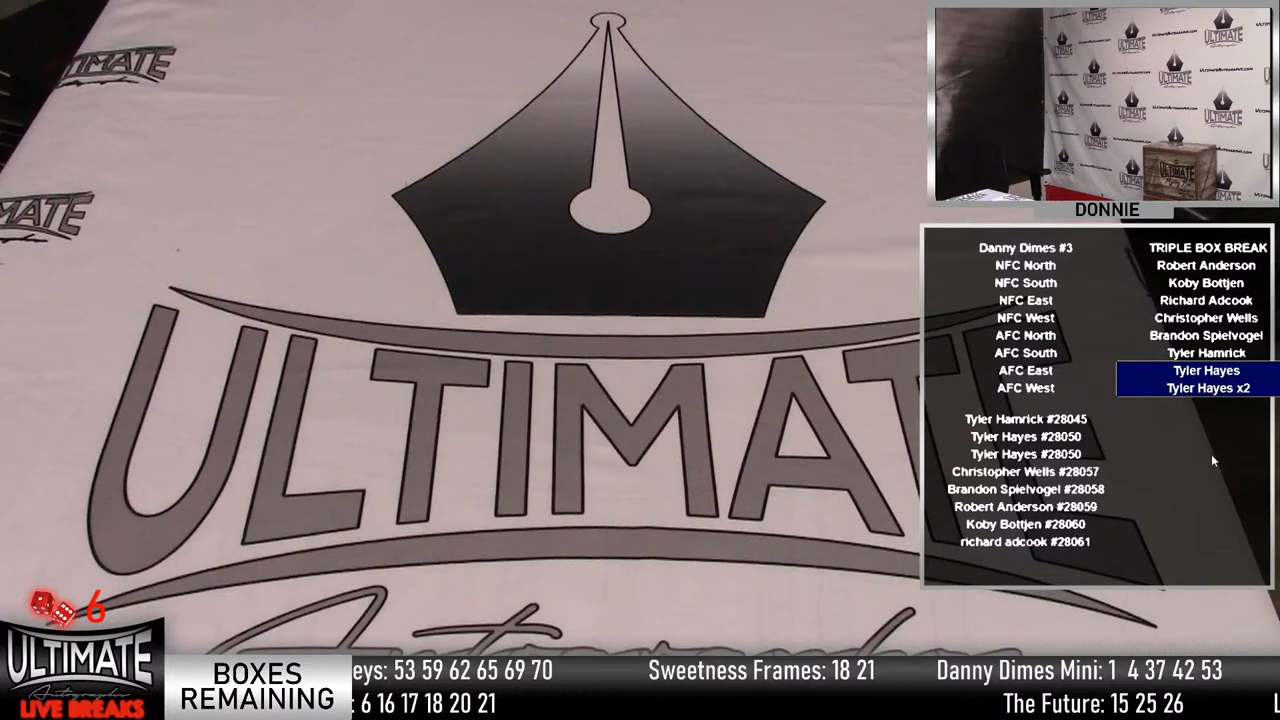 DONNIE
Danny Dimes #3 TRIPLE BOX BREAK
NFC North Robert Anderson
NFC South Koby Bottjen
NFC East Richard Adcook
NFC West Christopher Wells
AFC North Brandon Spielvogel
AFC South Tyler Hamrick
AFC East Tyler Hayes
AFC West Tyler Hayes x2
Tyler Hamrick #28045
Tyler Hayes #28050
Tyler Hayes #28050
Christopher Wells #28057
Brandon Spielvogel #28058
Robert Anderson #28059
Koby Bottjen #28060
richard adcook #28061
ULTIMAT
Autographs
6
ULTIMATE
Autographs
LIVE BREAKS
BOXES
REMAINING
eys: 53 59 62 65 69 70 Sweetness Frames: 18 21 Danny Dimes Mini: 1 4 37 42 53
: 6 16 17 18 20 21 The Future: 15 25 26